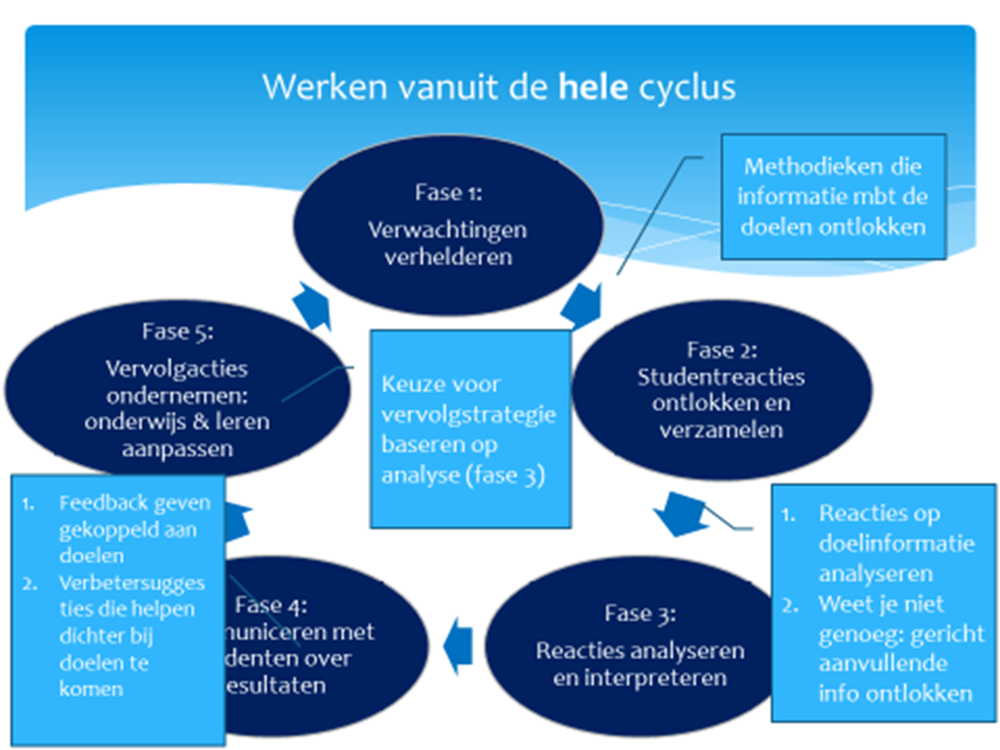 Werken vanuit de hele cyclus
Methodieken die
informatie mbt de
doelen ontlokken
Fase 1:
Verwachtingen
verhelderen
Fase 2:
Studentreacties
ontlokken en
verzamelen
Fase 5:
Vervolgacties
ondernemen:
onderwijs & leren
aanpassen
Keuze voor
vervolgstrategie
baseren op
analyse (fase 3)
1. Reacties op
doelinformatie
analyseren
2. Weet je niet
genoeg: gericht
aanvullende
info ontlokken
Fase 3:
Reacties analyseren
en interpreteren
Fase 4:
municeren met
denten over
esultaten
1. Feedback geven
gekoppeld aan
doelen
2. Verbetersugges
ties die helpen
dichter bij
doelen te
komen